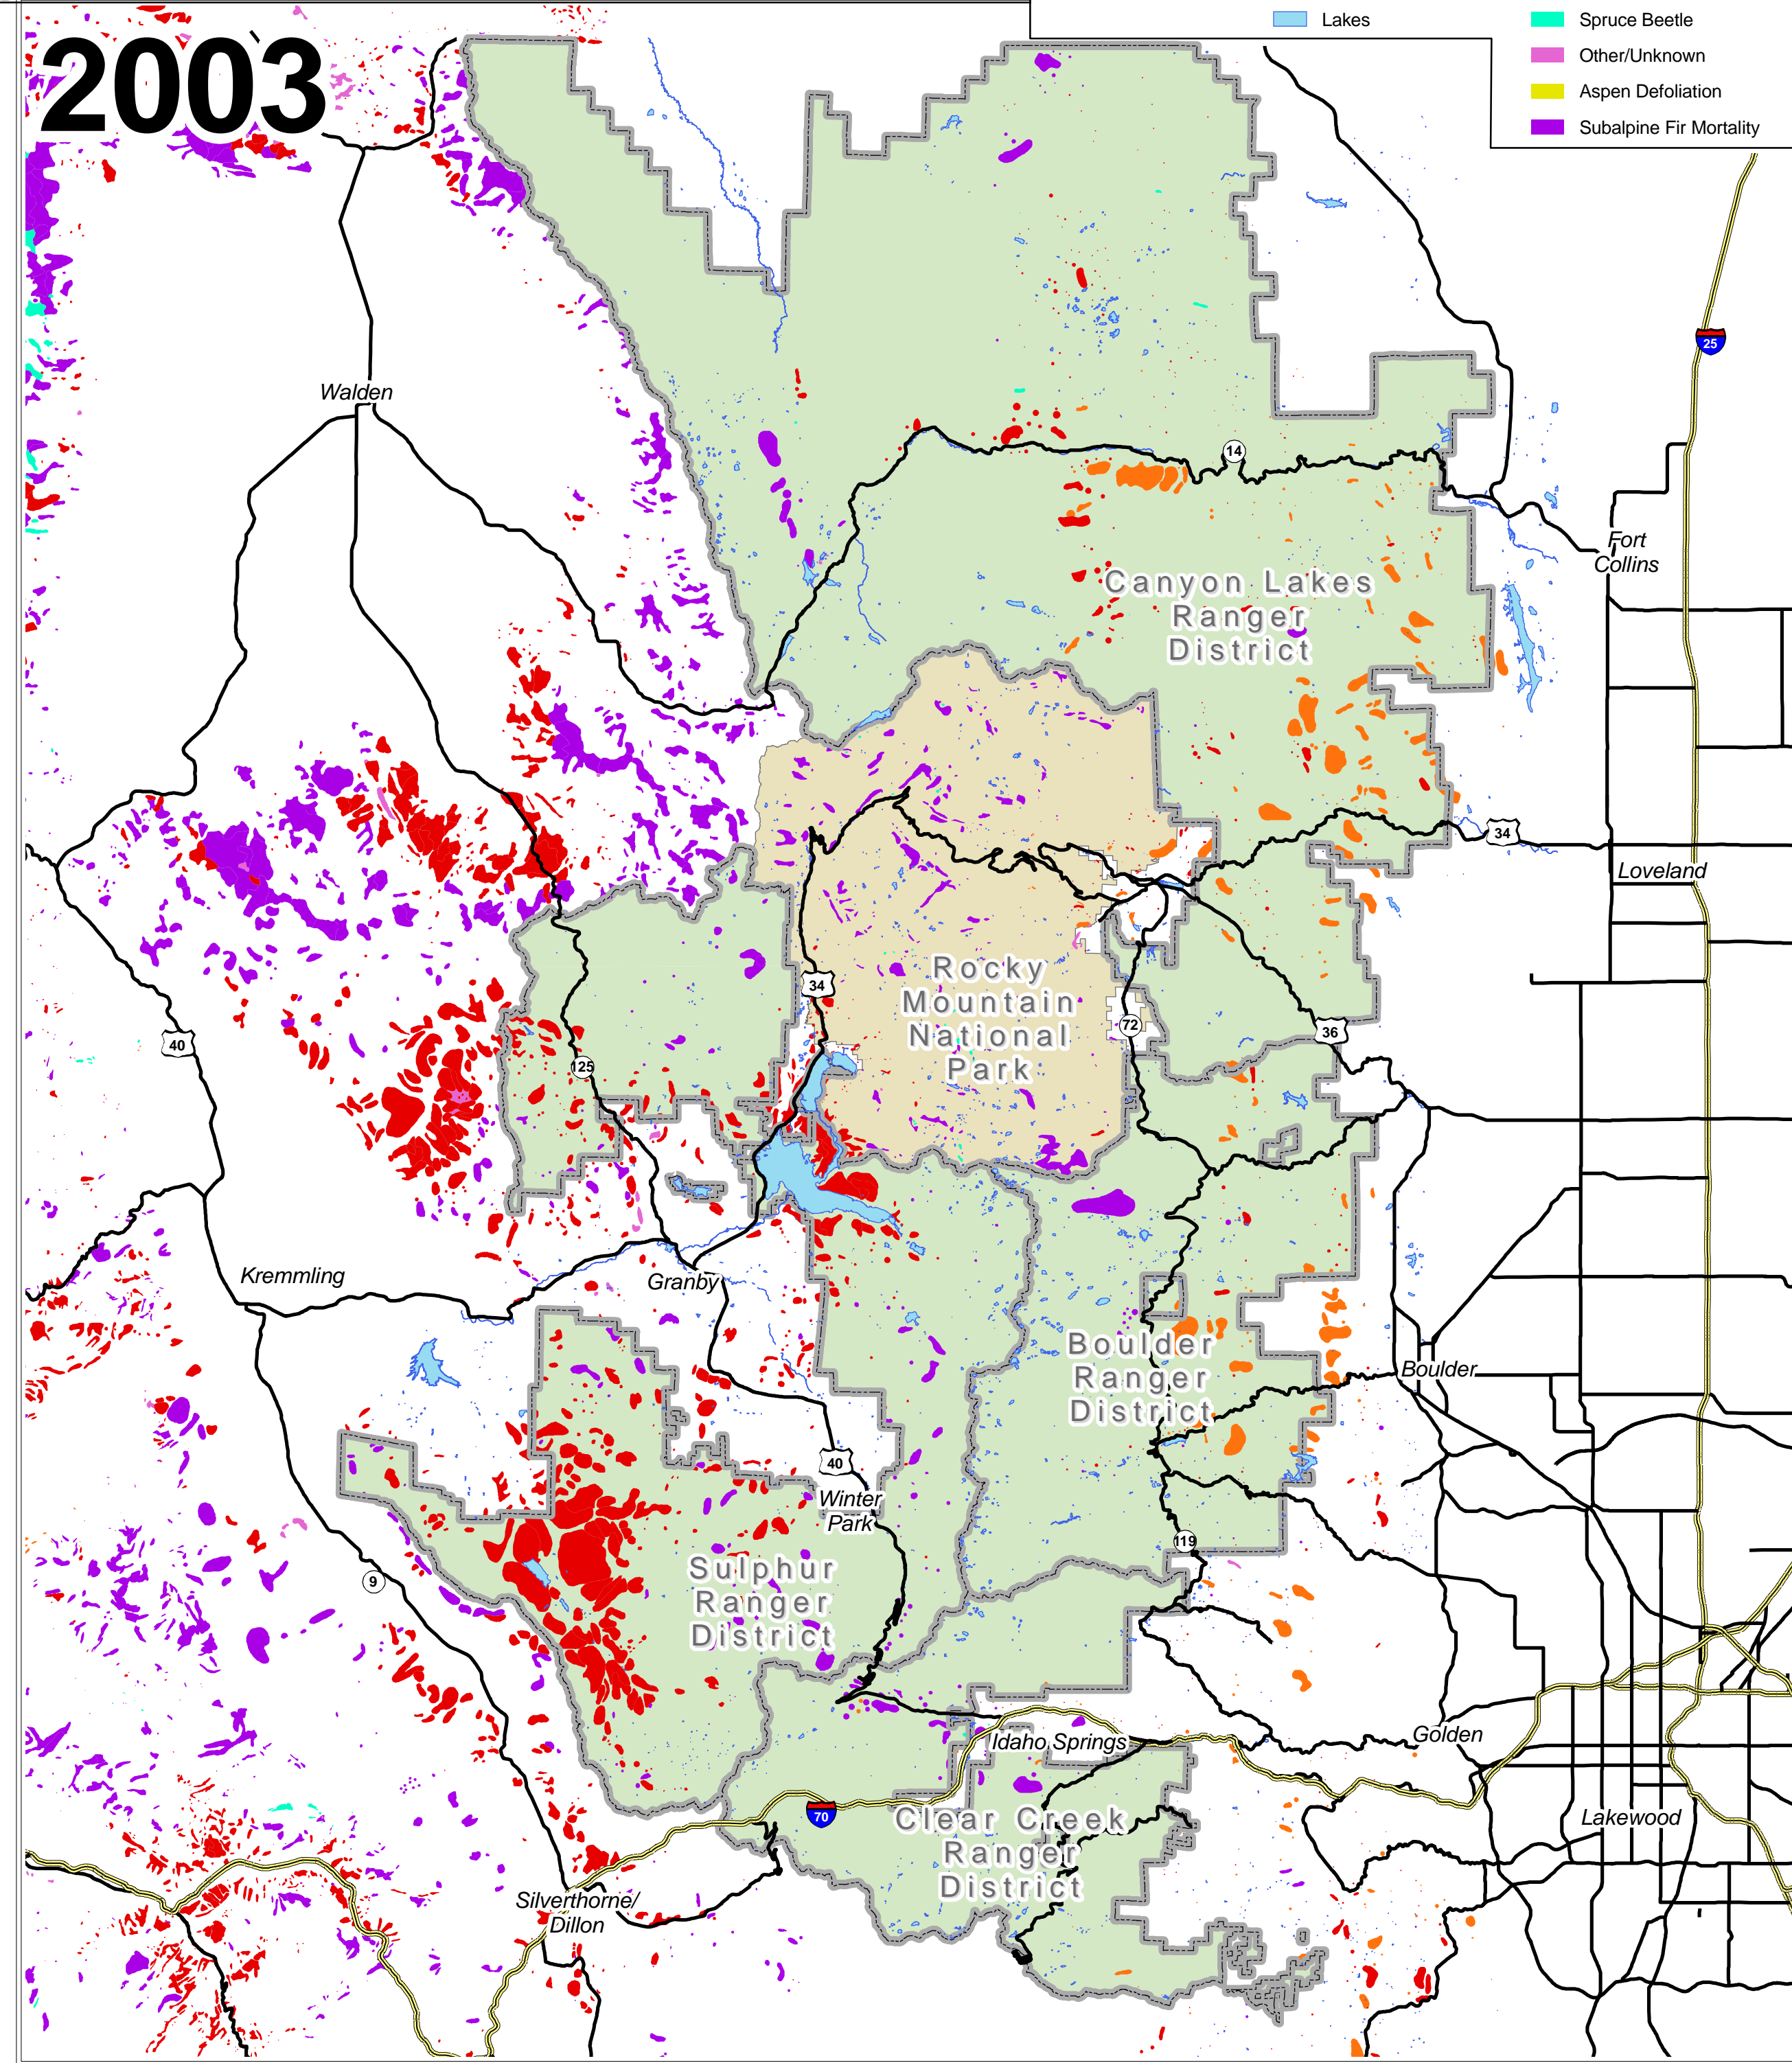 2003
Lakes
Spruce Beetle
Other/Unknown
Aspen Defoliation
Subalpine Fir Mortality
25
Walden
14
Fort
Collins
Canyon Lakes
Ranger
District
34
Loveland
Rocky
Mountain
National
Park
34
72
36
40
125
Kremmling
Granby
Boulder
Ranger
District
Boulder
40
Winter
Park
119
9
Sulphur
Ranger
District
Idaho Springs
Golden
70
Clear Creek
Ranger
District
Lakewood
Silverthorne/
Dillon